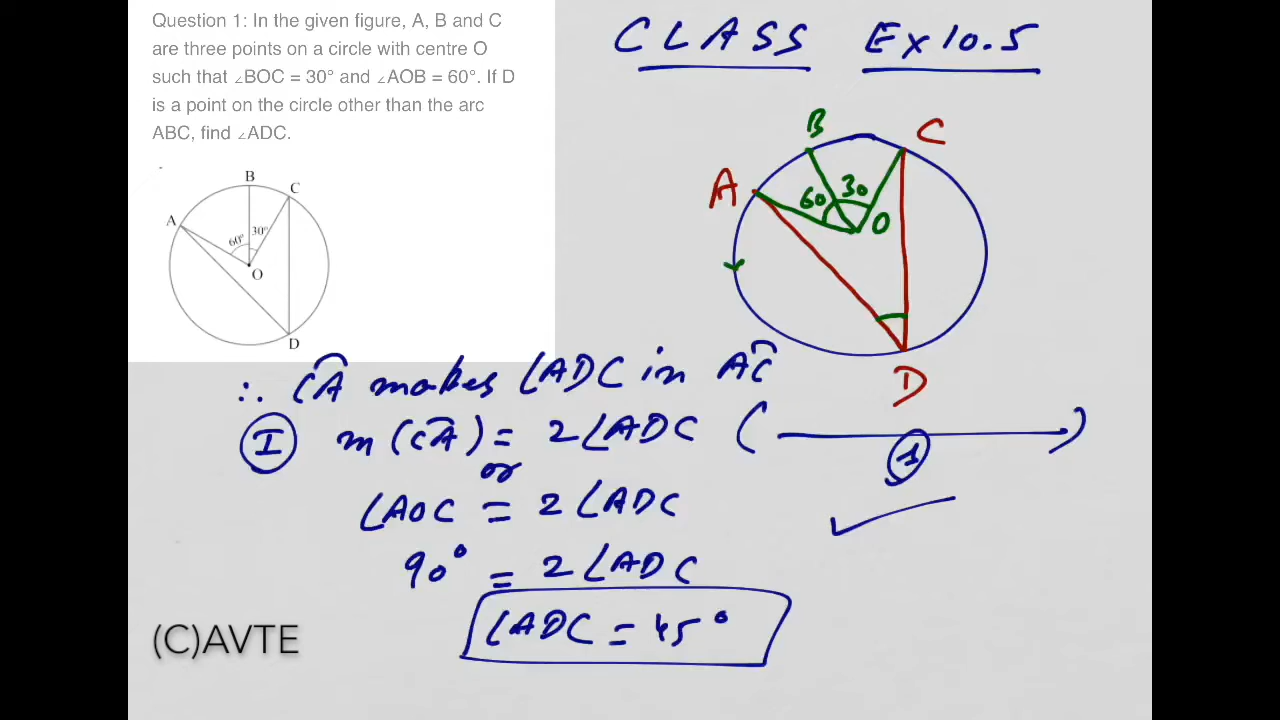 Question 1: In the given figure, A, B and C
are three points on a circle with centre O
such that ∠BOC = 30° and ∠AOB = 60°. If D
is a point on the circle other than the arc
ABC, find ∠ADC.
B
C
A
60°
30°
O
D
CLASS Ex 10.5
B
C
A
60
30
O
D
∴ CA makes ∠ADC in AC
I m (CA) = 2∠ADC ( )
1
or
∠AOC = 2∠ADC
90° = 2∠ADC
∠ADC = 45°
(C)AVTE